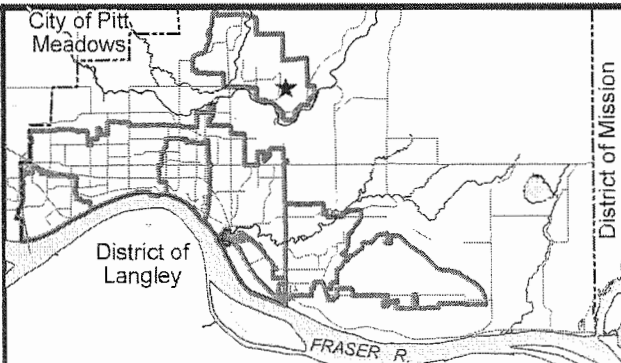 City of Pitt
Meadows
District of Mission
District of
Langley
FRASER R.